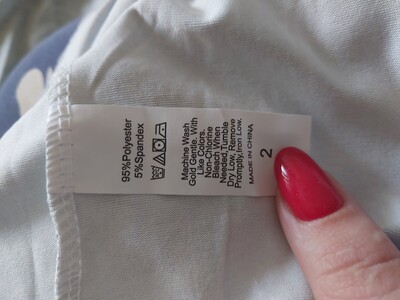 95%Polyester
5%Spandex
Machine Wash
Gold Gentle. With
Like Colors.
Non-Chlorine
Bleach When
Needed,Tumble
Dry Low, Remove
Promptly,Iron Low.
MADE IN CHINA
2